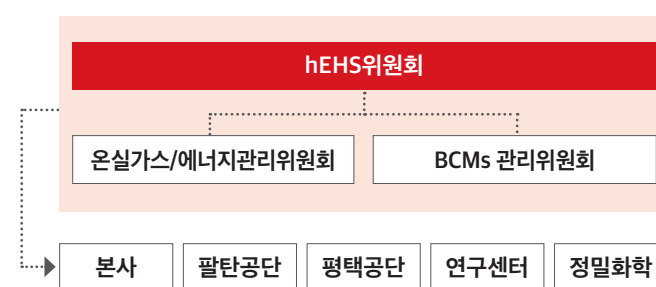 hEHS위원회
온실가스/에너지관리위원회
BCMs 관리위원회
본사
팔탄공단
평택공단
연구센터
정밀화학